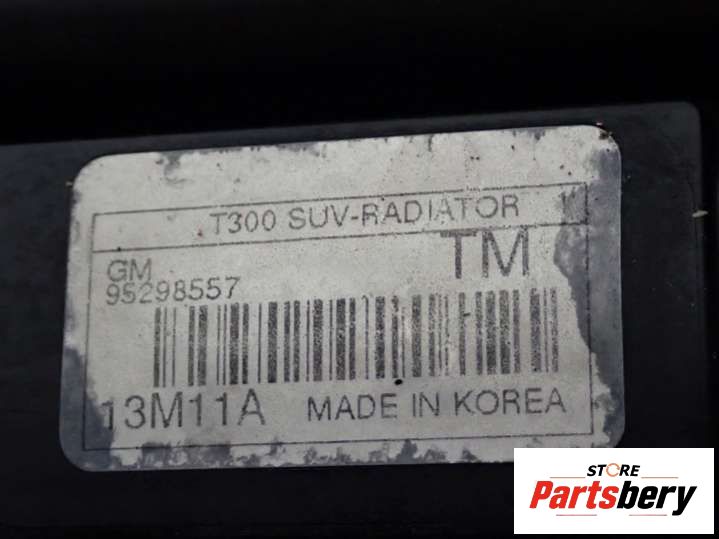 T300 SUV-RADIATOR
GM TM
95298557
13M11A MADE IN KOREA
STORE
Partsbery